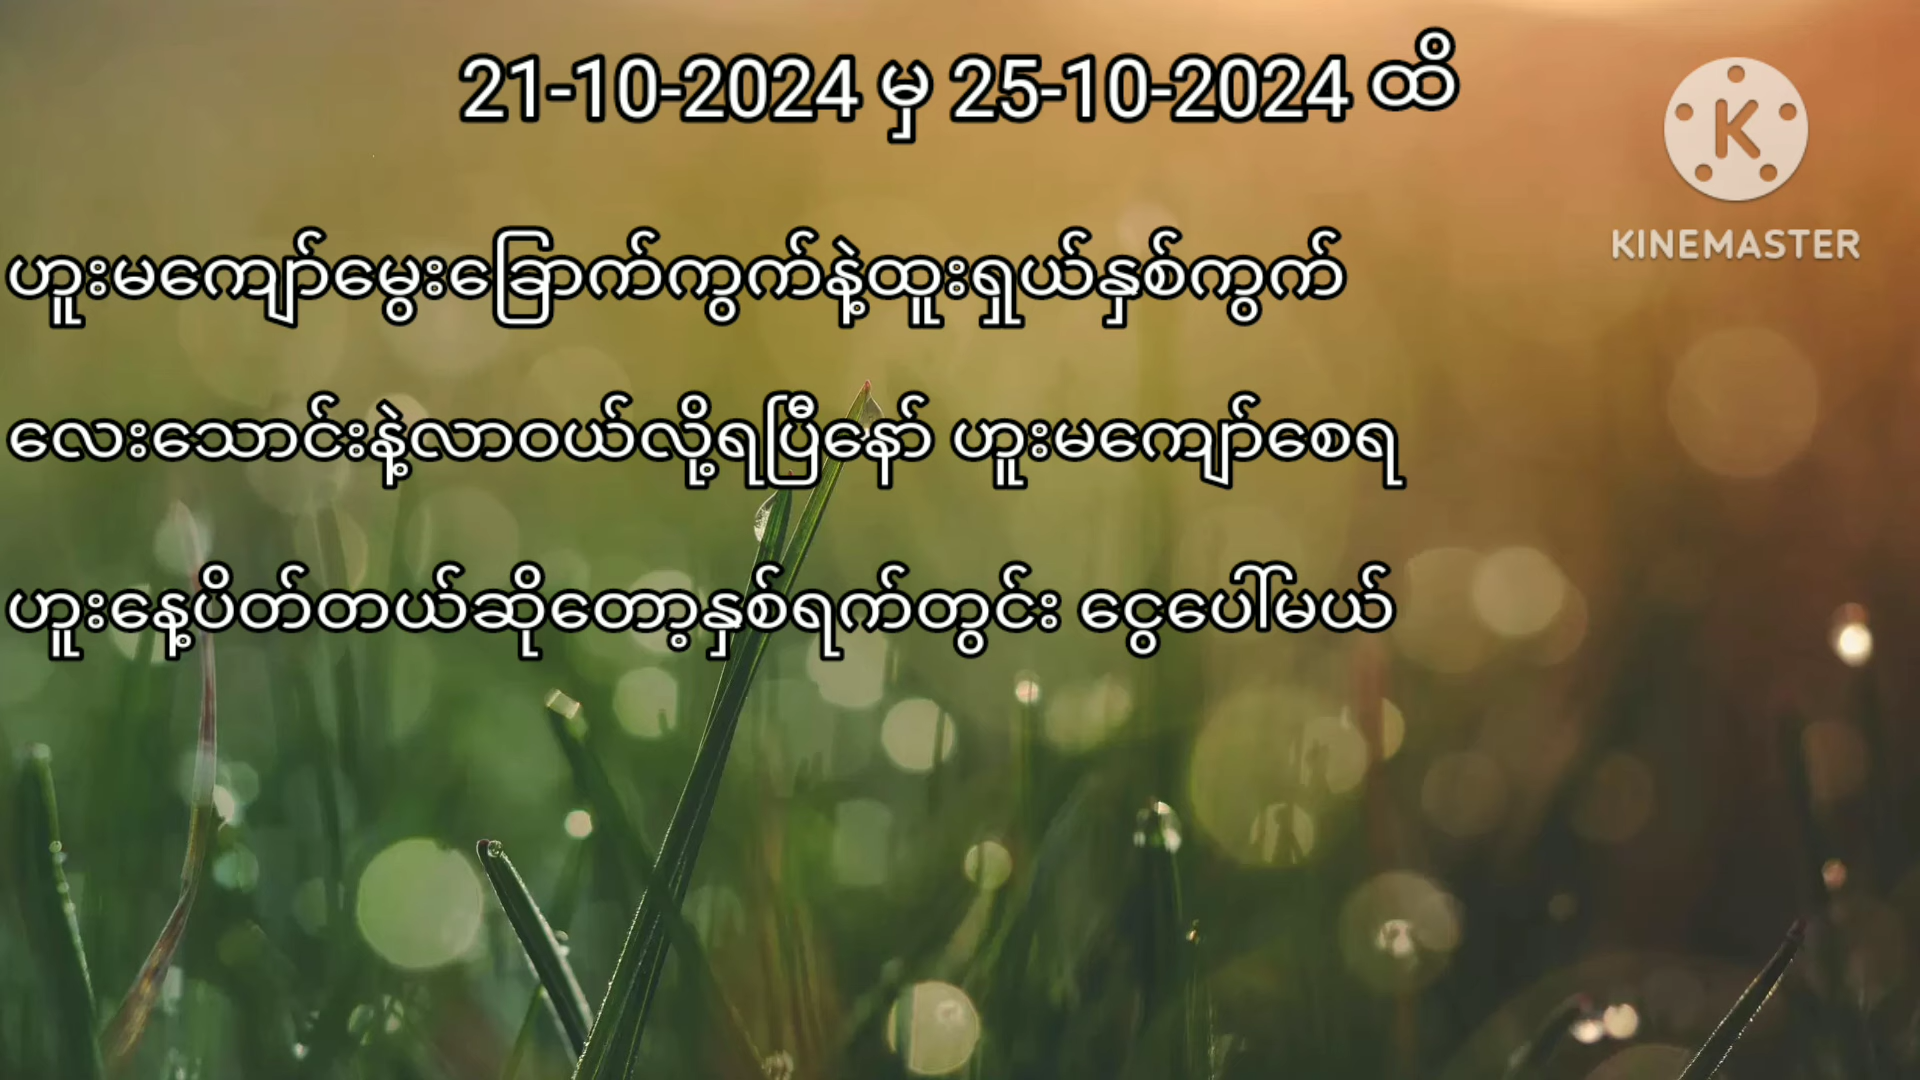 21-10-2024 မှ 25-10-2024 ထိ
KINEMASTER
ဟူးမကျော်မွေးခြောက်ကွက်နဲ့ထူးရှယ်နှစ်ကွက်
လေးသောင်းနဲ့လာဝယ်လို့ရပြီနော် ဟူးမကျော်စေရ
ဟူးနေ့ပိတ်တယ်ဆိုတော့နှစ်ရက်တွင်း ငွေပေါ်မယ်